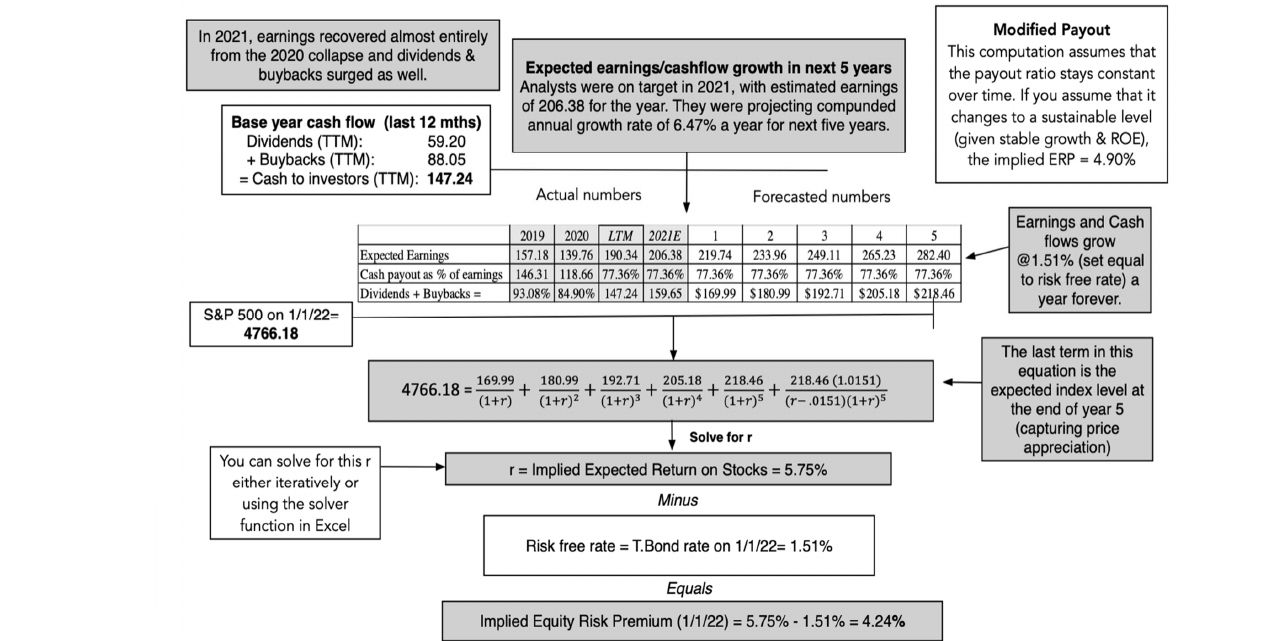 In 2021, earnings recovered almost entirely
from the 2020 collapse and dividends &
buybacks surged as well.
Expected earnings/cashflow growth in next 5 years
Analysts were on target in 2021, with estimated earnings
of 206.38 for the year. They were projecting compunded
annual growth rate of 6.47% a year for next five years.
Modified Payout
This computation assumes that
the payout ratio stays constant
over time. If you assume that it
changes to a sustainable level
(given stable growth & ROE),
the implied ERP = 4.90%
Base year cash flow (last 12 mths)
Dividends (TTM): 59.20
+ Buybacks (TTM): 88.05
= Cash to investors (TTM): 147.24
Actual numbers
Forecasted numbers
2019 2020 LTM 2021E 1 2 3 4 5
Expected Earnings 157.18 139.76 190.34 206.38 219.74 233.96 249.11 265.23 282.40
Cash payout as % of earnings 146.31 118.66 77.36% 77.36% 77.36% 77.36% 77.36% 77.36% 77.36%
Dividends + Buybacks = 93.08% 84.90% 147.24 159.65 $169.99 $180.99 $192.71 $205.18 $218.46
Earnings and Cash
flows grow
@1.51% (set equal
to risk free rate) a
year forever.
S&P 500 on 1/1/22=
4766.18
4766.18 = 169.99/(1+r) + 180.99/(1+r)² + 192.71/(1+r)³ + 205.18/(1+r)⁴ + 218.46/(1+r)⁵ + 218.46 (1.0151)/(r-.0151)(1+r)⁵
The last term in this
equation is the
expected index level at
the end of year 5
(capturing price
appreciation)
Solve for r
You can solve for this r
either iteratively or
using the solver
function in Excel
r = Implied Expected Return on Stocks = 5.75%
Minus
Risk free rate = T.Bond rate on 1/1/22= 1.51%
Equals
Implied Equity Risk Premium (1/1/22) = 5.75% - 1.51% = 4.24%